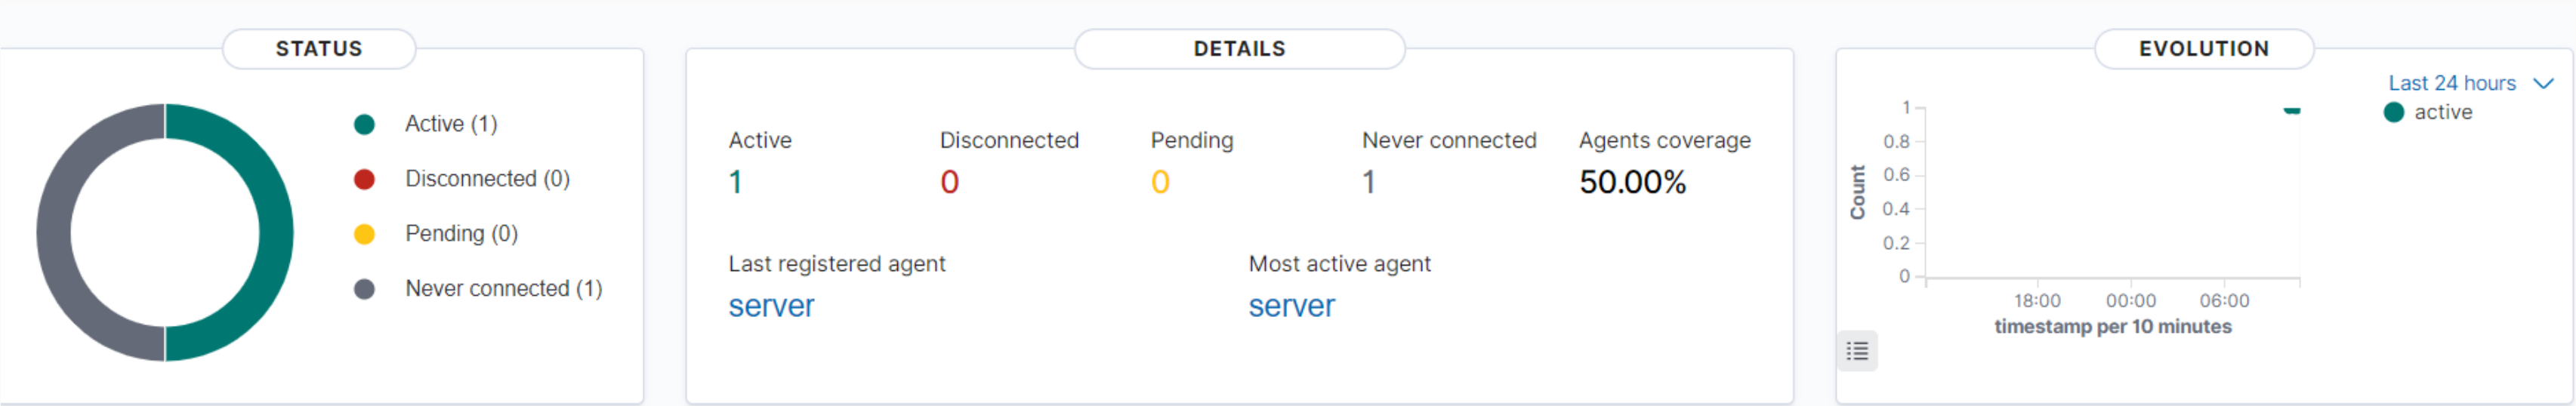 STATUS
Active (1)
Disconnected (0)
Pending (0)
Never connected (1)
DETAILS
Active Disconnected Pending Never connected Agents coverage
1 0 0 1 50.00%
Last registered agent Most active agent
server server
EVOLUTION
Last 24 hours
active
Count
1
0.8
0.6
0.4
0.2
0
18:00 00:00 06:00
timestamp per 10 minutes